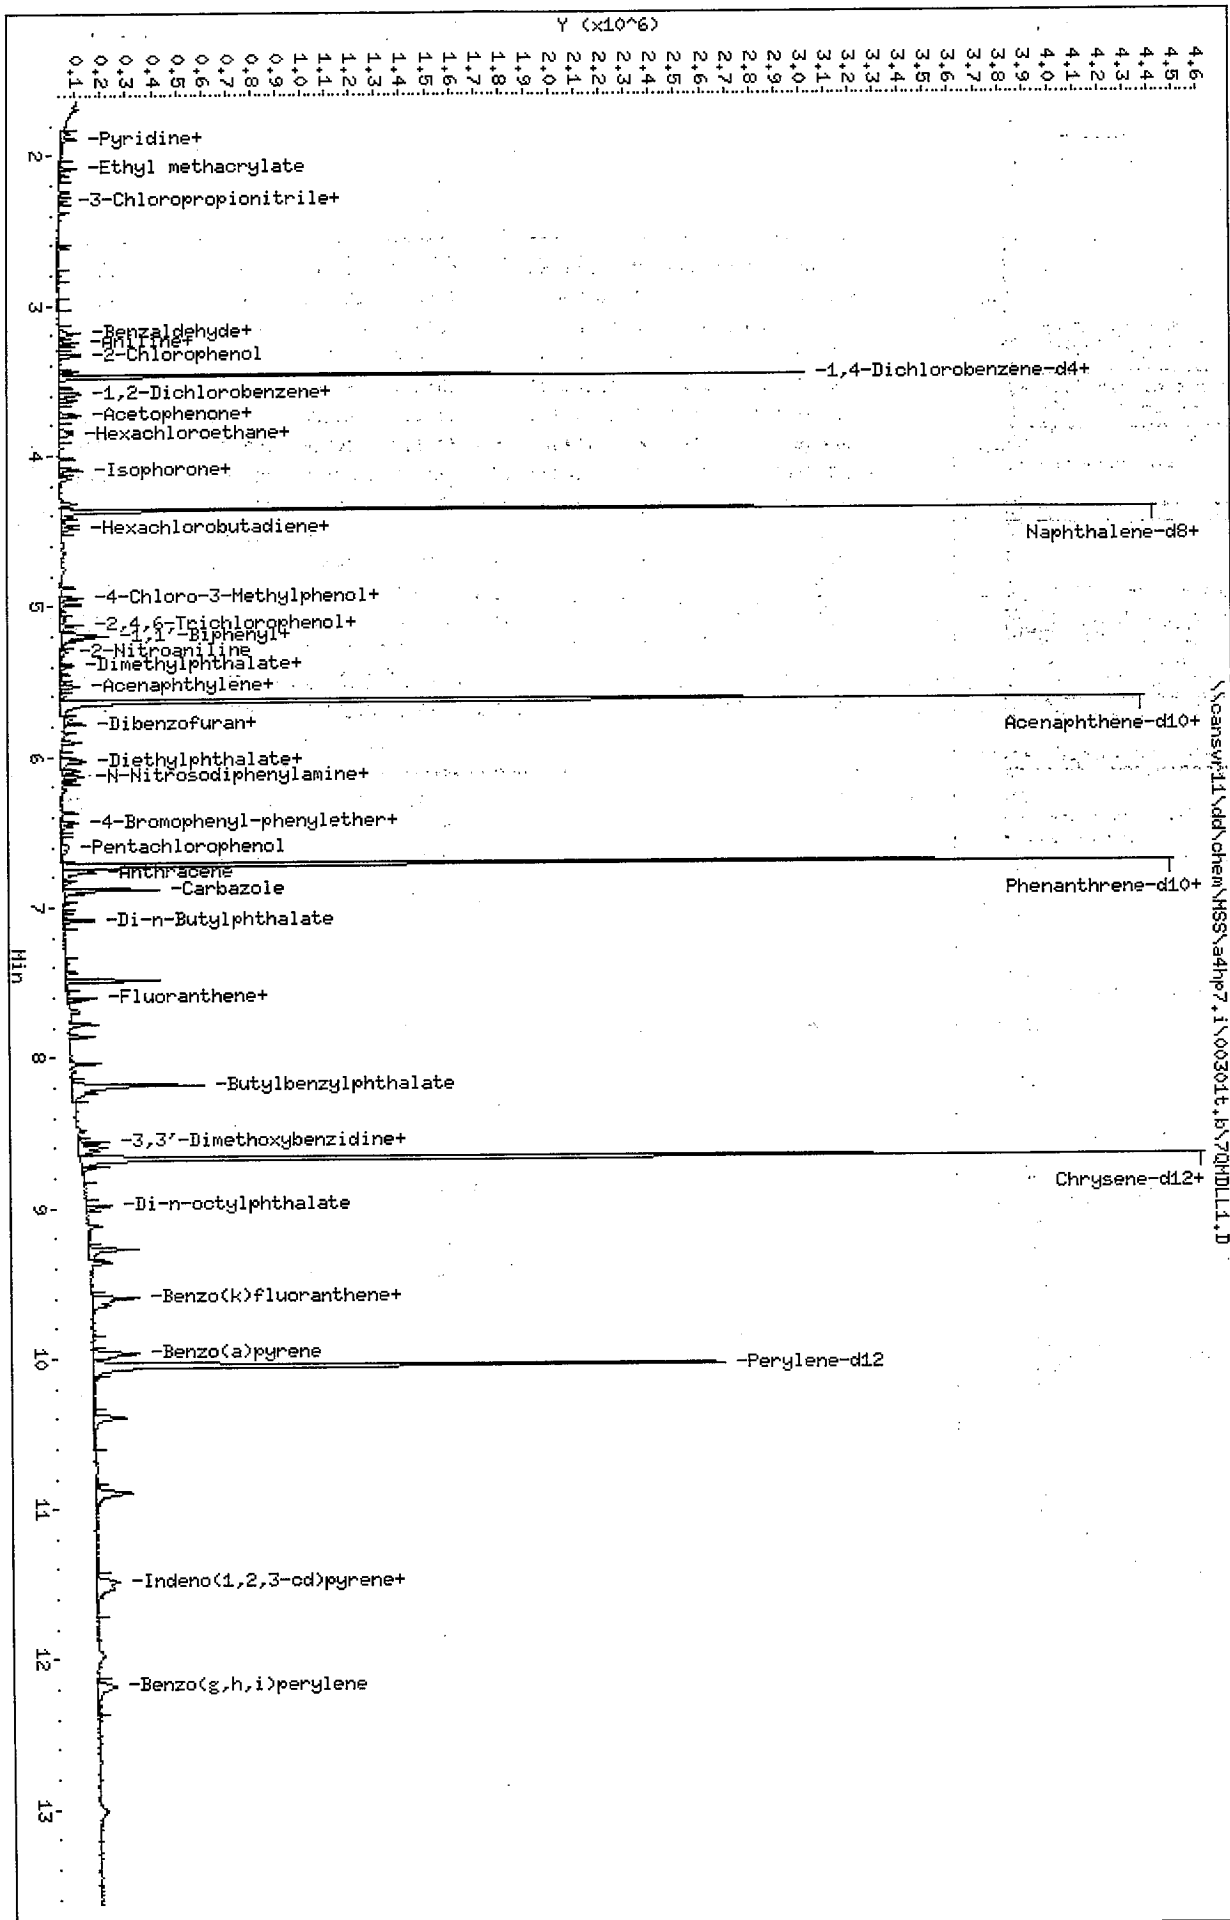 Y (x10^6)
0.1
0.2
0.3
0.4
0.5
0.6
0.7
0.8
0.9
1.0
1.1
1.2
1.3
1.4
1.5
1.6
1.7
1.8
1.9
2.0
2.1
2.2
2.3
2.4
2.5
2.6
2.7
2.8
2.9
3.0
3.1
3.2
3.3
3.4
3.5
3.6
3.7
3.8
3.9
4.0
4.1
4.2
4.3
4.4
4.5
4.6
-Pyridine+
2
-Ethyl methacrylate
-3-Chloropropionitrile+
3
-Benzaldehyde+
-Aniline+
-2-Chlorophenol
-1,4-Dichlorobenzene-d4+
-1,2-Dichlorobenzene+
-Acetophenone+
-Hexachloroethane+
4
-Isophorone+
-Hexachlorobutadiene+
Naphthalene-d8+
-4-Chloro-3-Methylphenol+
5
-2,4,6-Trichlorophenol+
-1,1'-Biphenyl+
-2-Nitroaniline
-Dimethylphthalate+
-Acenaphthylene+
-Dibenzofuran+
Acenaphthene-d10+
6
-Diethylphthalate+
-N-Nitrosodiphenylamine+
-4-Bromophenyl-phenylether+
-Pentachlorophenol
-Anthracene
-Carbazole
Phenanthrene-d10+
7
-Di-n-Butylphthalate
Min
-Fluoranthene+
8
-Butylbenzylphthalate
-3,3'-Dimethoxybenzidine+
Chrysene-d12+
9
-Di-n-octylphthalate
-Benzo(k)fluoranthene+
-Benzo(a)pyrene
10
-Perylene-d12
11
-Indeno(1,2,3-cd)pyrene+
12
-Benzo(g,h,i)perylene
13
\\cansvr11\dd\chem\MSS\a4hp7.i\00301t.b\7QMDLL1.D